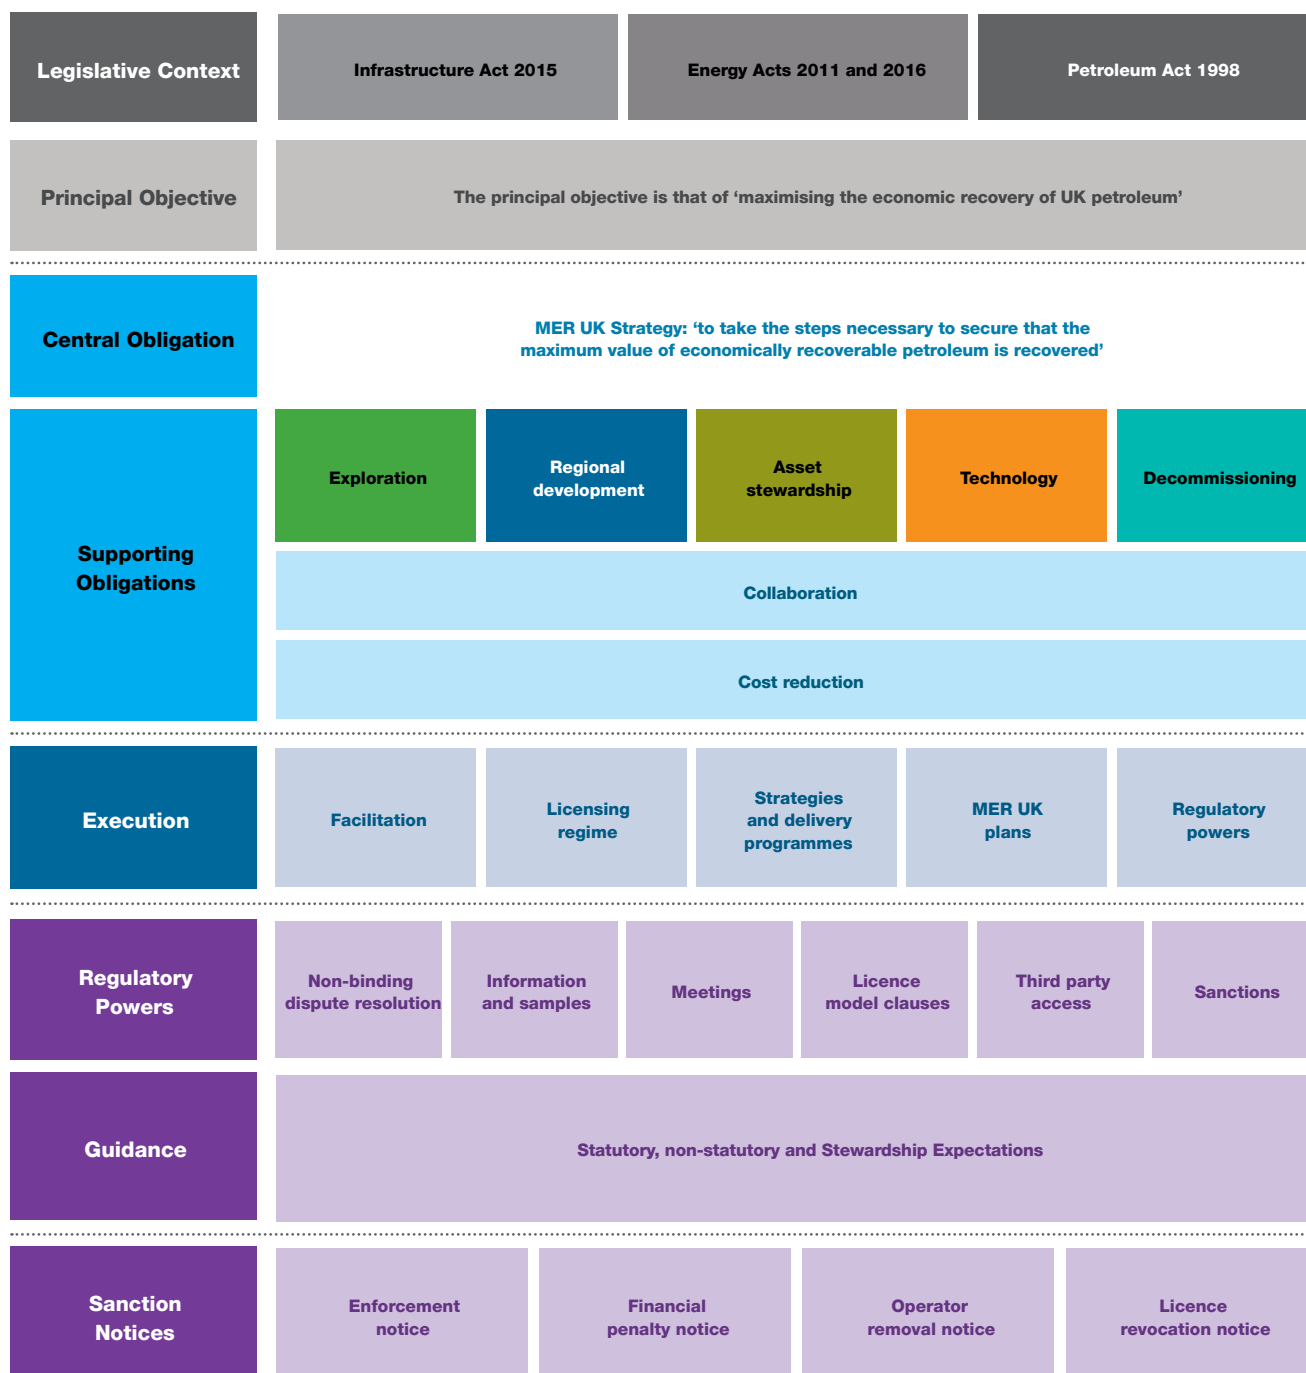 Legislative Context
Infrastructure Act 2015
Energy Acts 2011 and 2016
Petroleum Act 1998
Principal Objective
The principal objective is that of ‘maximising the economic recovery of UK petroleum’
Central Obligation
MER UK Strategy: ‘to take the steps necessary to secure that the
maximum value of economically recoverable petroleum is recovered’
Supporting
Obligations
Exploration
Regional
development
Asset
stewardship
Technology
Decommissioning
Collaboration
Cost reduction
Execution
Facilitation
Licensing
regime
Strategies
and delivery
programmes
MER UK
plans
Regulatory
powers
Regulatory
Powers
Non-binding
dispute resolution
Information
and samples
Meetings
Licence
model clauses
Third party
access
Sanctions
Guidance
Statutory, non-statutory and Stewardship Expectations
Sanction
Notices
Enforcement
notice
Financial
penalty notice
Operator
removal notice
Licence
revocation notice